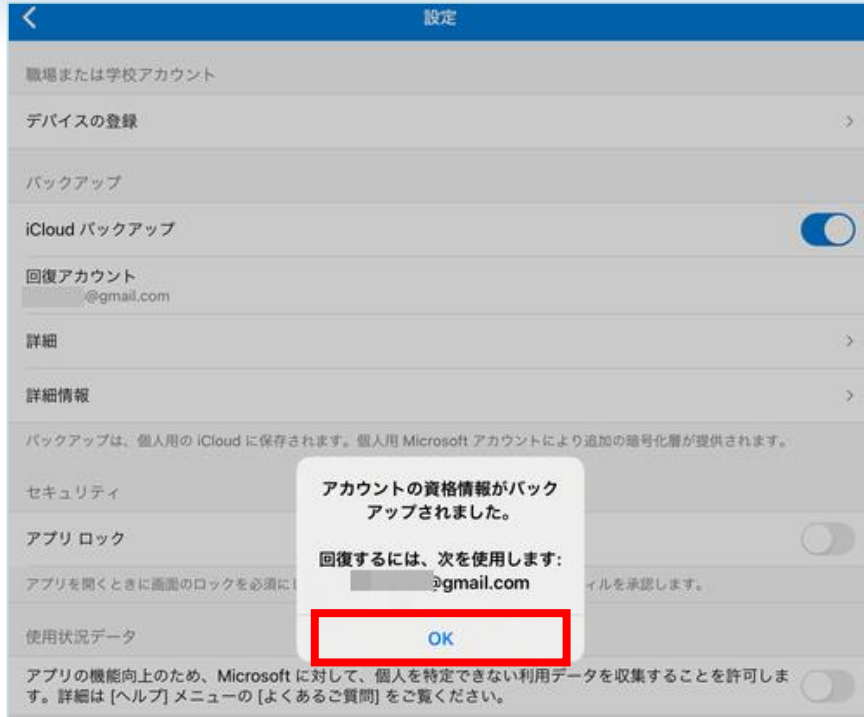 設定
職場または学校アカウント
デバイスの登録
バックアップ
iCloud バックアップ
回復アカウント
@gmail.com
詳細
詳細情報
バックアップは、個人用の iCloud に保存されます。個人用 Microsoft アカウントにより追加の暗号化層が提供されます。
セキュリティ
アカウントの資格情報がバック
アップされました。
アプリ ロック
回復するには、次を使用します:
@gmail.com
アプリを開くときに画面のロックを必須に
ィルを承認します。
OK
使用状況データ
アプリの機能向上のため、Microsoft に対して、個人を特定できない利用データを収集することを許可しま
す。詳細は [ヘルプ] メニューの [よくあるご質問] をご覧ください。